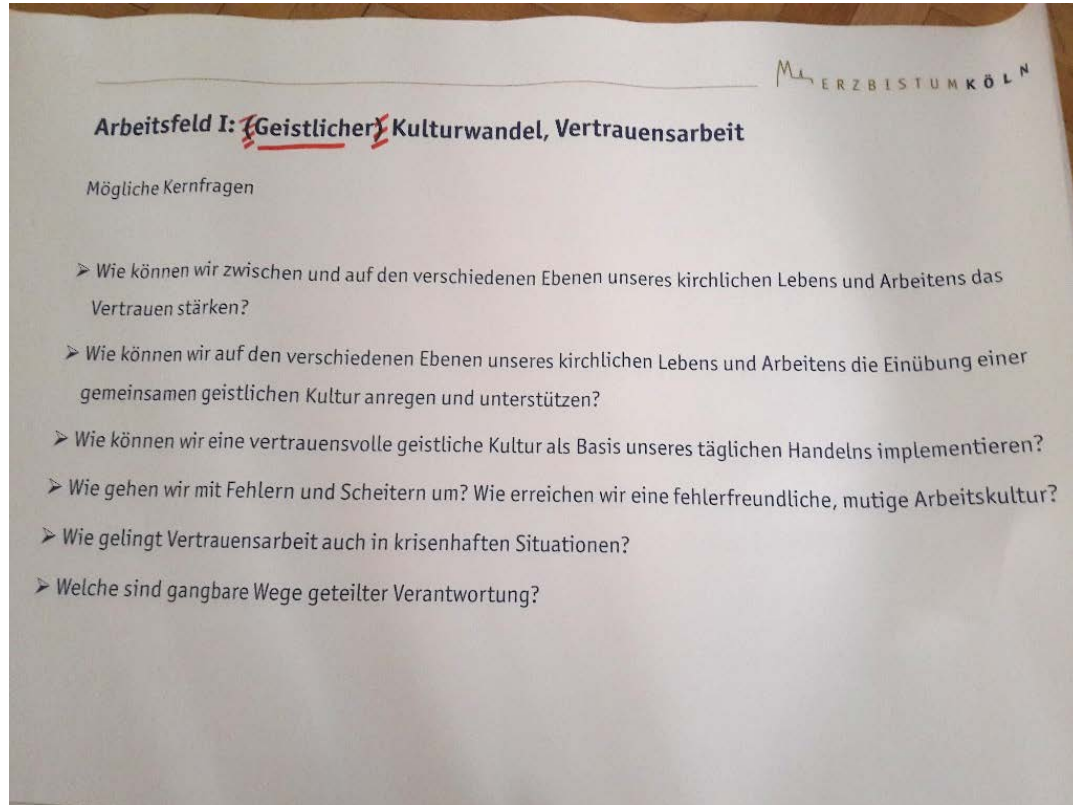 ERZBISTUMKÖLN
Arbeitsfeld I: (Geistlicher) Kulturwandel, Vertrauensarbeit
Mögliche Kernfragen
➢ Wie können wir zwischen und auf den verschiedenen Ebenen unseres kirchlichen Lebens und Arbeitens das
Vertrauen stärken?
➢ Wie können wir auf den verschiedenen Ebenen unseres kirchlichen Lebens und Arbeitens die Einübung einer
gemeinsamen geistlichen Kultur anregen und unterstützen?
➢ Wie können wir eine vertrauensvolle geistliche Kultur als Basis unseres täglichen Handelns implementieren?
➢ Wie gehen wir mit Fehlern und Scheitern um? Wie erreichen wir eine fehlerfreundliche, mutige Arbeitskultur?
➢ Wie gelingt Vertrauensarbeit auch in krisenhaften Situationen?
➢ Welche sind gangbare Wege geteilter Verantwortung?